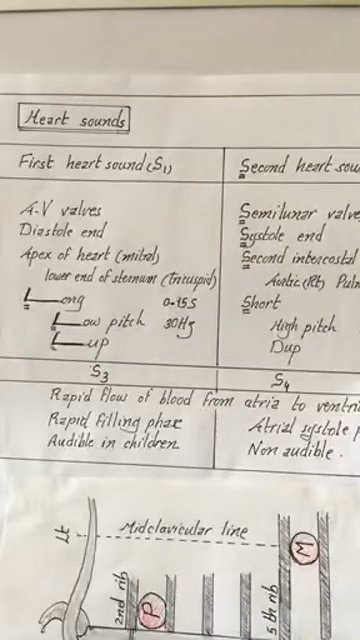 Heart sounds
First heart sound (S₁)
Second heart sou
A-V valves
Diastole end
Apex of heart (mitral)
lower end of sternum (tricuspid)
Long 0.15s
Low pitch 30Hz
Lup
Semilunar valve
Systole end
Second intercostal
Aortic (Rt) Pulm
Short
High pitch
Dup
S₃
S₄
Rapid flow of blood from atria to ventri
Rapid filling phase
Audible in children.
Atrial systole p
Non audible.
Lt
Midclavicular line
2nd rib
P
5th rib
M